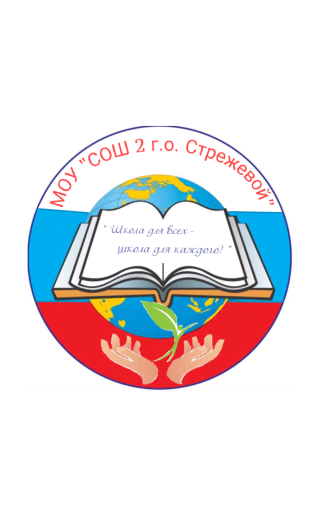 МОУ "СОШ 2 г.о. Стрежевой"
" Школа для всех -
школа для каждого! "